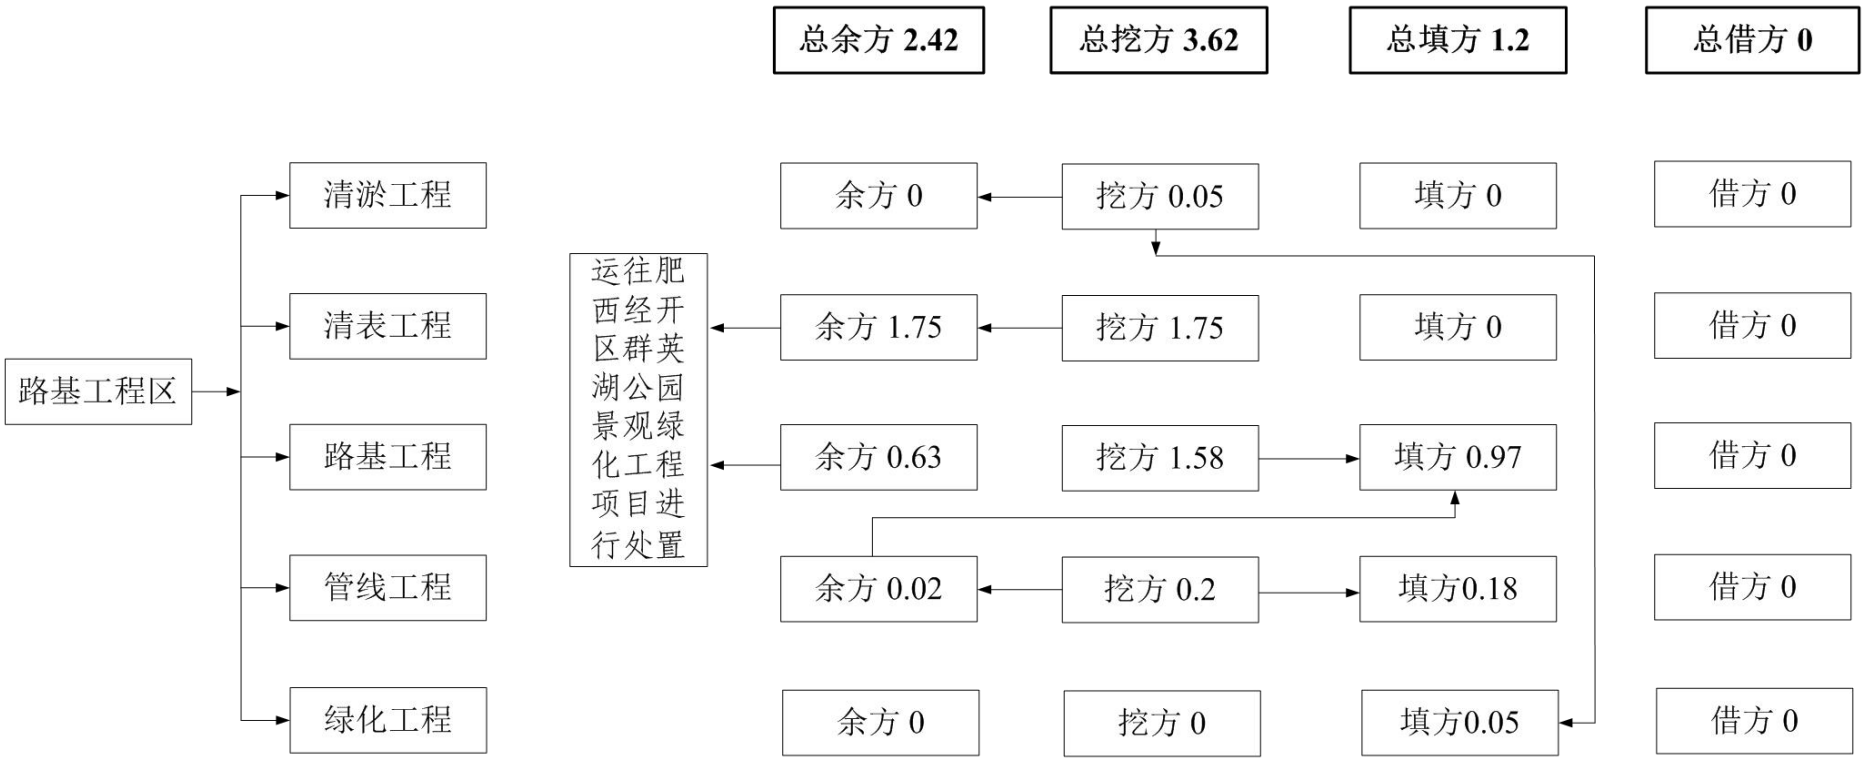 总余方 2.42
总挖方 3.62
总填方 1.2
总借方 0
清淤工程
余方 0
挖方 0.05
填方 0
借方 0
运往肥
西经开
区群英
湖公园
景观绿
化工程
项目进
行处置
清表工程
余方 1.75
挖方 1.75
填方 0
借方 0
路基工程区
路基工程
余方 0.63
挖方 1.58
填方 0.97
借方 0
管线工程
余方 0.02
挖方 0.2
填方0.18
借方 0
绿化工程
余方 0
挖方 0
填方0.05
借方 0